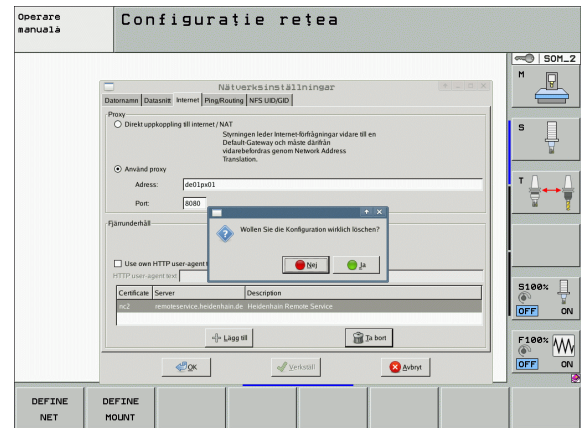 Operare
manuală
Configurație rețea
SOM_2
Nätverksinställningar
Datornamn Datasnitt Internet Ping/Routing NFS UID/GID
Proxy
Direkt uppkoppling till internet / NAT
Styrningen leder Internet-förfrågningar vidare till en
Default-Gateway och måste därifrån
vidarebefordras genom Network Address
Translation.
Använd proxy
Adress: de01px01
Port: 8080
Fjärrunderhåll
Wollen Sie die Konfiguration wirklich löschen?
Nej Ja
Use own HTTP user-agent t
HTTP user-agent text
Certificate Server Description
nc2 remoteservice.heidenhain.de Heidenhain Remote Service
Lägg till Ta bort
OK Verkställ Avbryt
M
S
T
S100%
OFF ON
F100%
OFF ON
DEFINE
NET
DEFINE
MOUNT